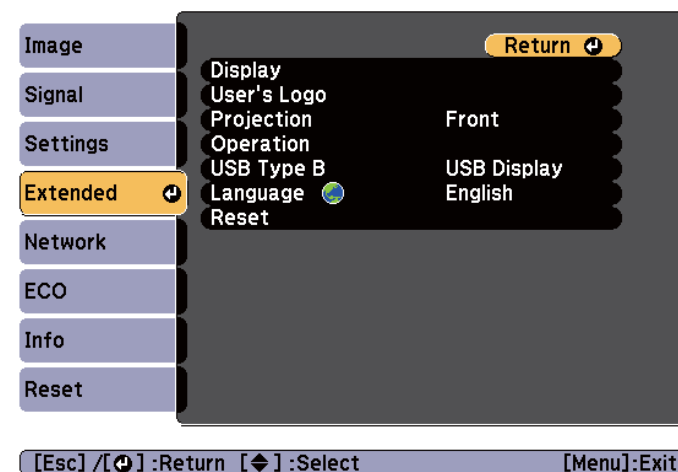 Image
Signal
Settings
Extended
Network
ECO
Info
Reset
Return
Display
User's Logo
Projection Front
Operation
USB Type B USB Display
Language English
Reset
[Esc] /[ ] :Return [ ] :Select [Menu]:Exit